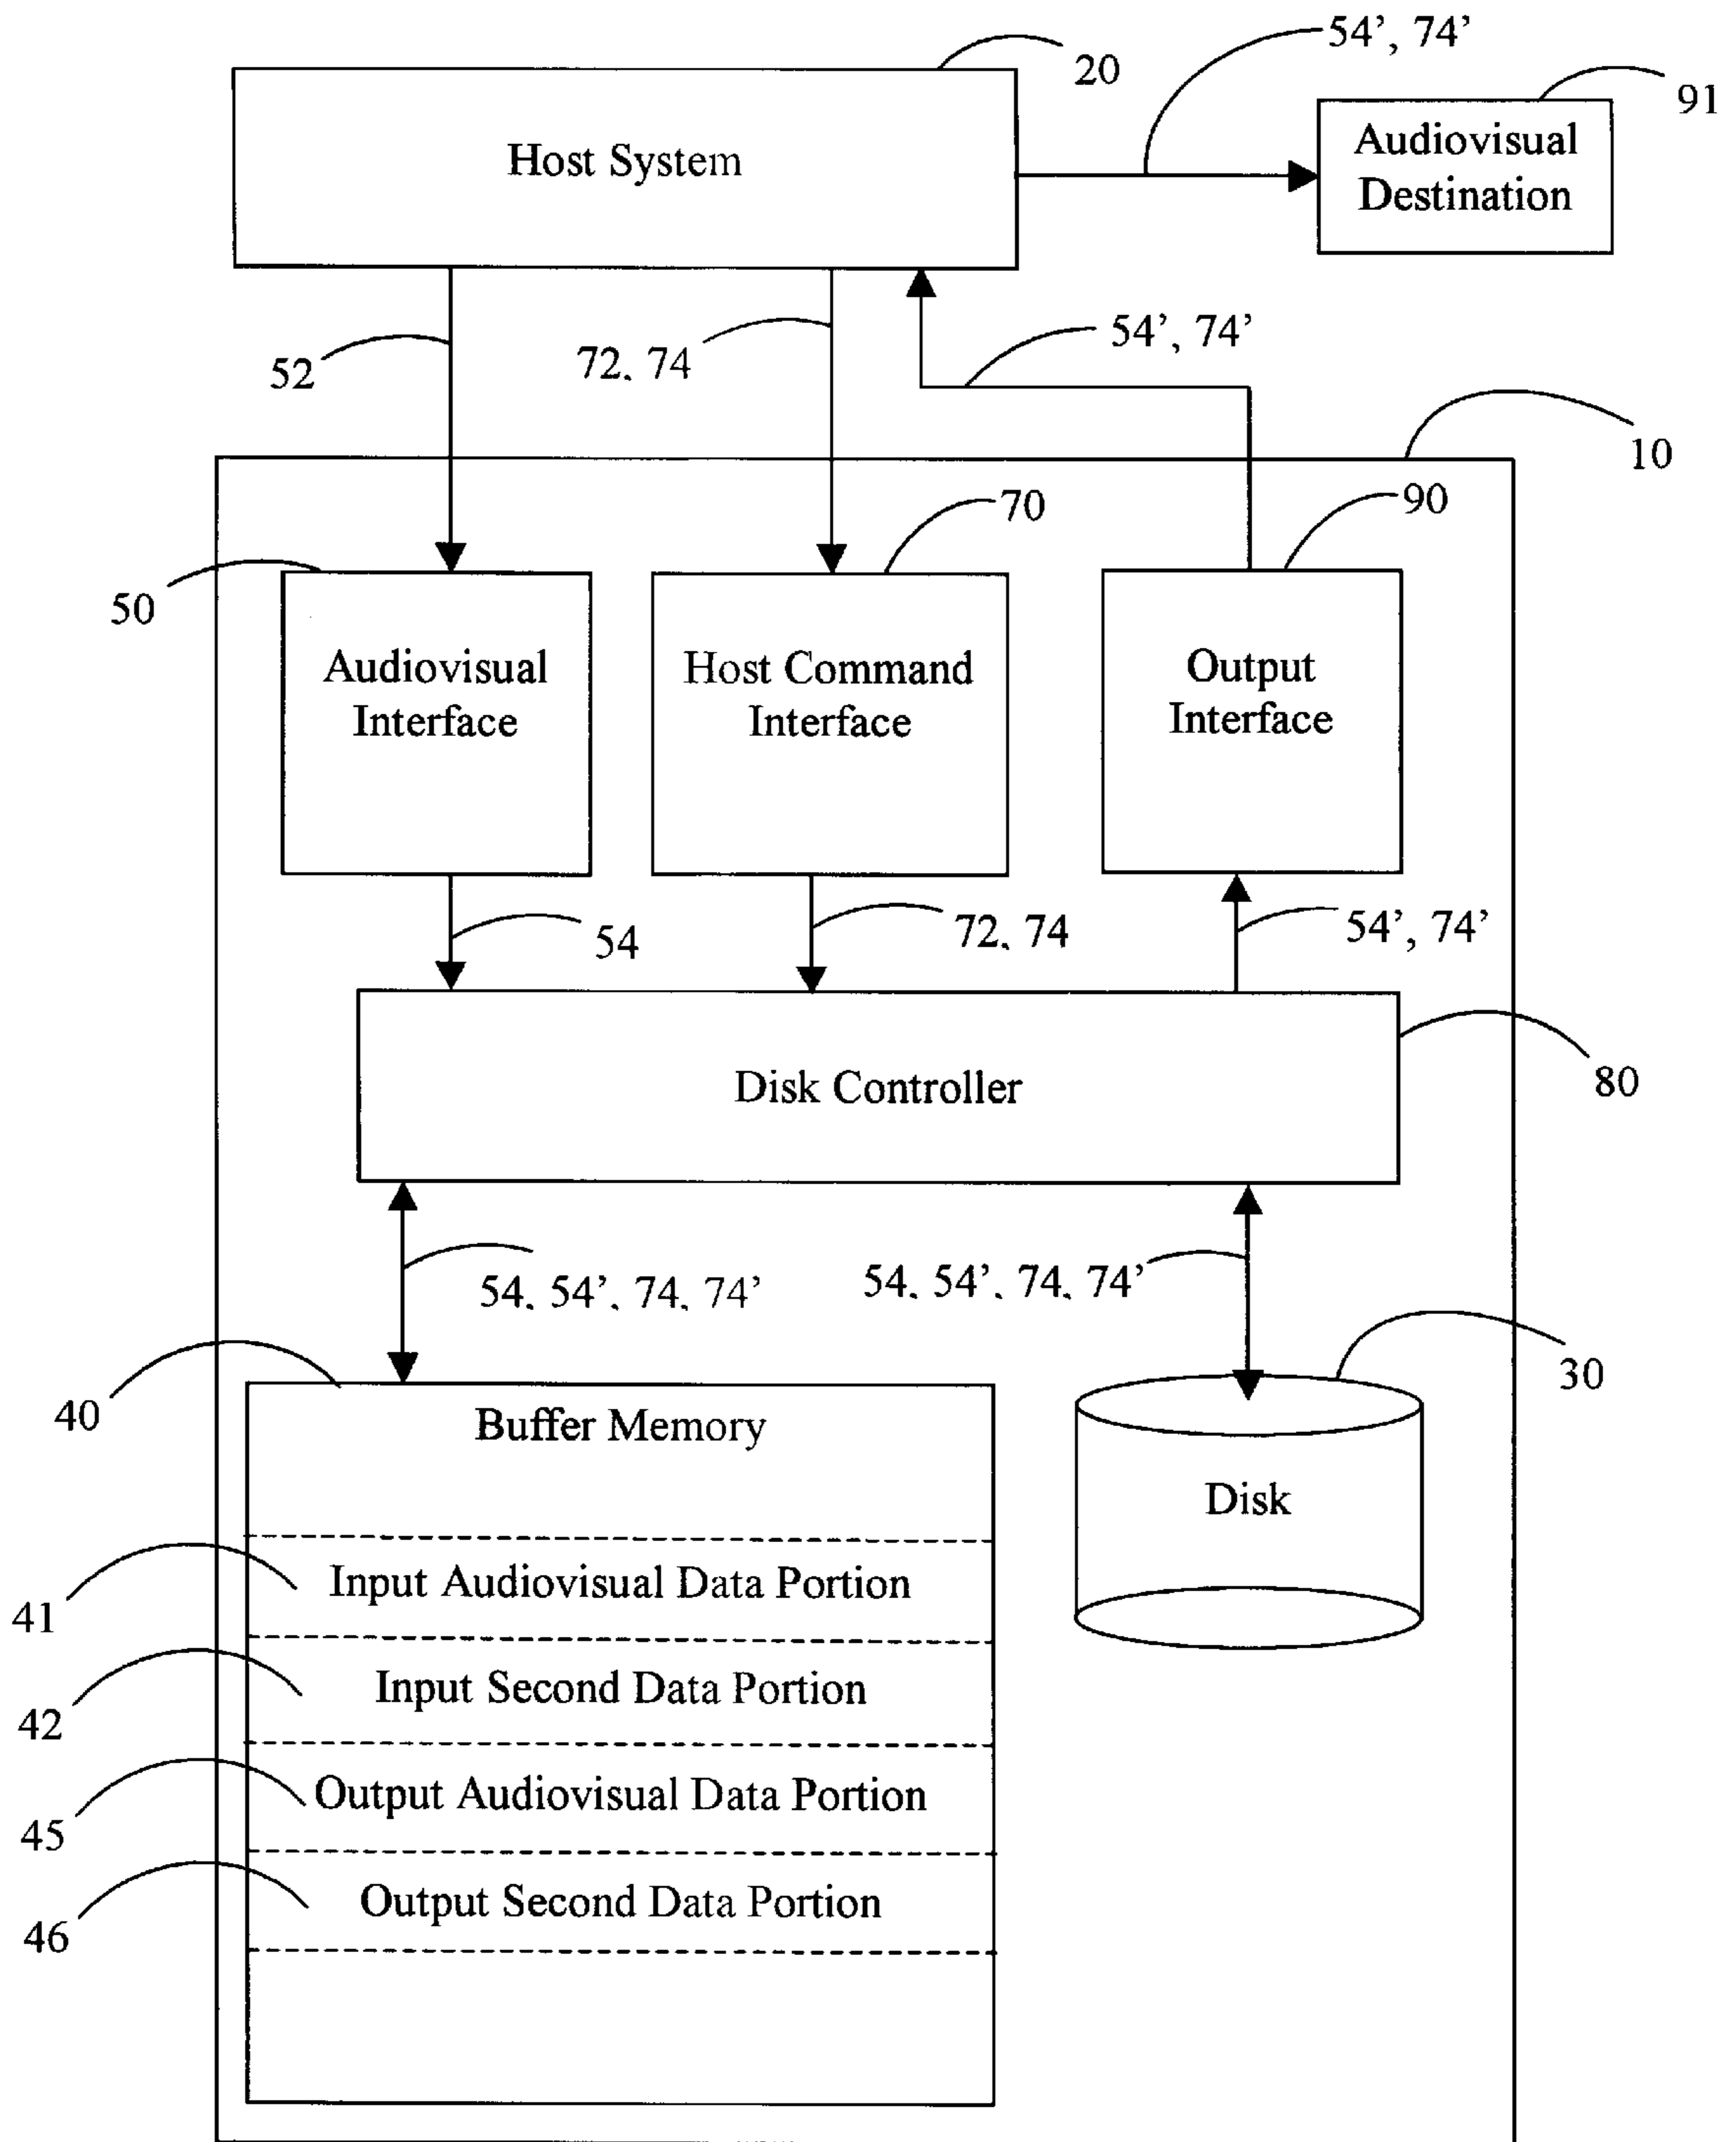 54’, 74’
20
91
Host System
Audiovisual
Destination
52
72, 74
54’, 74’
10
70
90
50
Audiovisual
Interface
Host Command
Interface
Output
Interface
54
72, 74
54’, 74’
Disk Controller
80
54, 54’, 74, 74’
54, 54’, 74, 74’
40
30
Buffer Memory
Disk
Input Audiovisual Data Portion
41
Input Second Data Portion
42
Output Audiovisual Data Portion
45
Output Second Data Portion
46